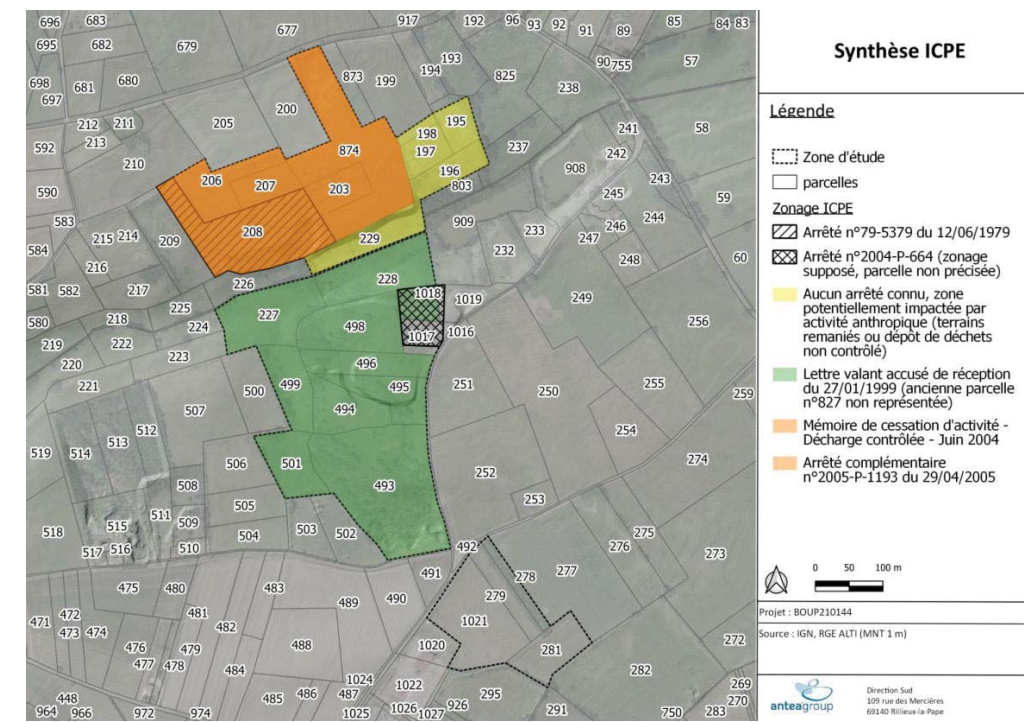 Synthèse ICPE
Légende
Zone d'étude
parcelles
Zonage ICPE
Arrêté n°79-5379 du 12/06/1979
Arrêté n°2004-P-664 (zonage
supposé, parcelle non précisée)
Aucun arrêté connu, zone
potentiellement impactée par
activité anthropique (terrains
remaniés ou dépôt de déchets
non contrôlé)
Lettre valant accusé de réception
du 27/01/1999 (ancienne parcelle
n°827 non représentée)
Mémoire de cessation d'activité -
Décharge contrôlée - Juin 2004
Arrêté complémentaire
n°2005-P-1193 du 29/04/2005
0 50 100 m
Projet : BOUP210144
Source : IGN, RGE ALTI (MNT 1 m)
anteagroup
Direction Sud
109 rue des Mercières
69140 Rillieux-la-Pape
696 683 677 917 192 96 93 92 91 89 85 84 83
695 682 679 193 90 755 57
698 681 680 873 199 194 825 238
697 200 195
212 211 205 198 241 58
592 213 874 197 237 242
210 206 207 203 196 908 243
590 803 245 59
583 208 909 246 244
215 214 209 229 233 247
584 216 232 248 60
581 582 217 226 228 1018 1019 249
580 218 225 227 498 1017 1016 256
219 222 224
220 223 496
221 500 499 495 251 250 255 259
507 494
512 254
519 514 513 506 501 252 274
508 493 253
511 505
518 515 509 503 502 275
517 516 510 504 492 276 273
475 480 483 491 278 277
472 481 489 490 279
471 473 474 482 1021
476 479 488 1020 281 272
477 478 484 282
448 1024 1022 295 269
964 966 972 974 485 486 487 1025 1026 1027 926 291 750 283 270